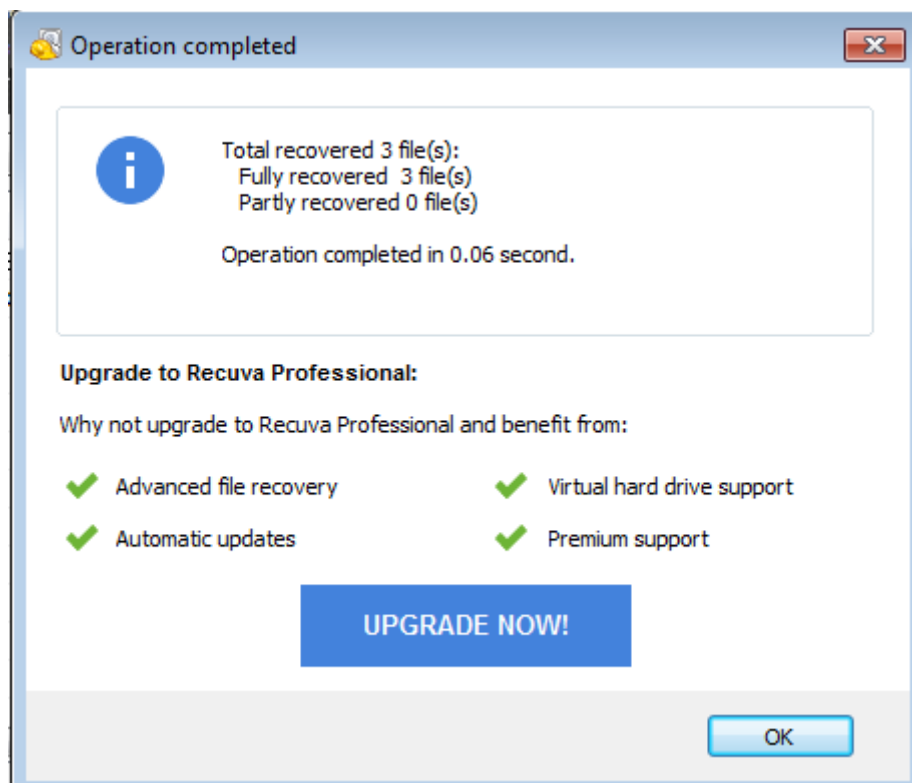 Operation completed
Total recovered 3 file(s):
Fully recovered  3 file(s)
Partly recovered 0 file(s)
Operation completed in 0.06 second.
Upgrade to Recuva Professional:
Why not upgrade to Recuva Professional and benefit from:
Advanced file recovery
Virtual hard drive support
Automatic updates
Premium support
UPGRADE NOW!
OK